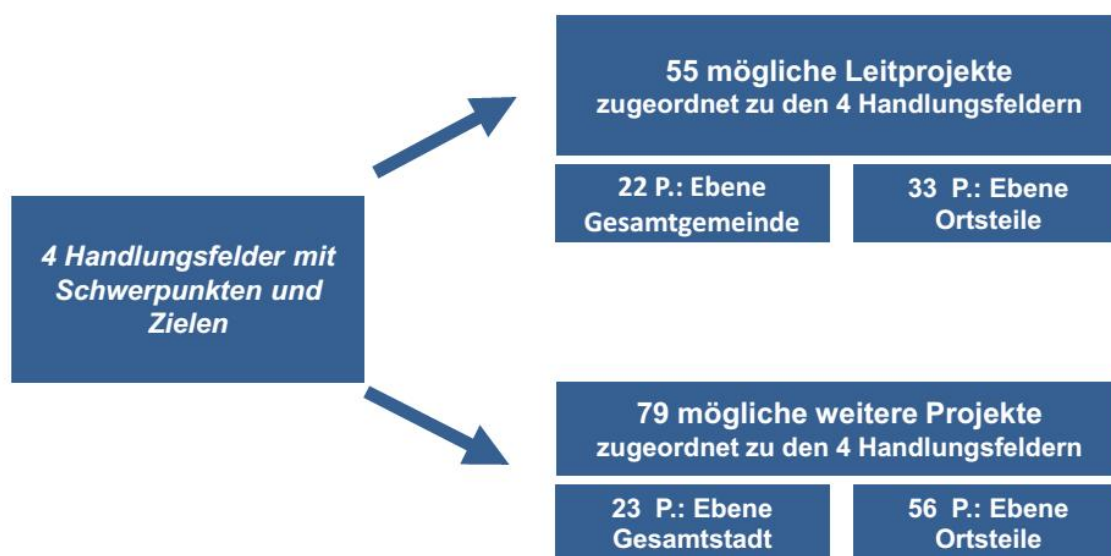 55 mögliche Leitprojekte
zugeordnet zu den 4 Handlungsfeldern
22 P.: Ebene
Gesamtgemeinde
33 P.: Ebene
Ortsteile
4 Handlungsfelder mit
Schwerpunkten und
Zielen
79 mögliche weitere Projekte
zugeordnet zu den 4 Handlungsfeldern
23 P.: Ebene
Gesamtstadt
56 P.: Ebene
Ortsteile